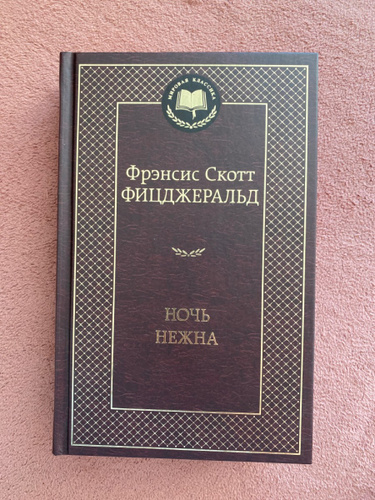 МИРОВАЯ КЛАССИКА
Фрэнсис Скотт
ФИЦДЖЕРАЛЬД
НОЧЬ
НЕЖНА